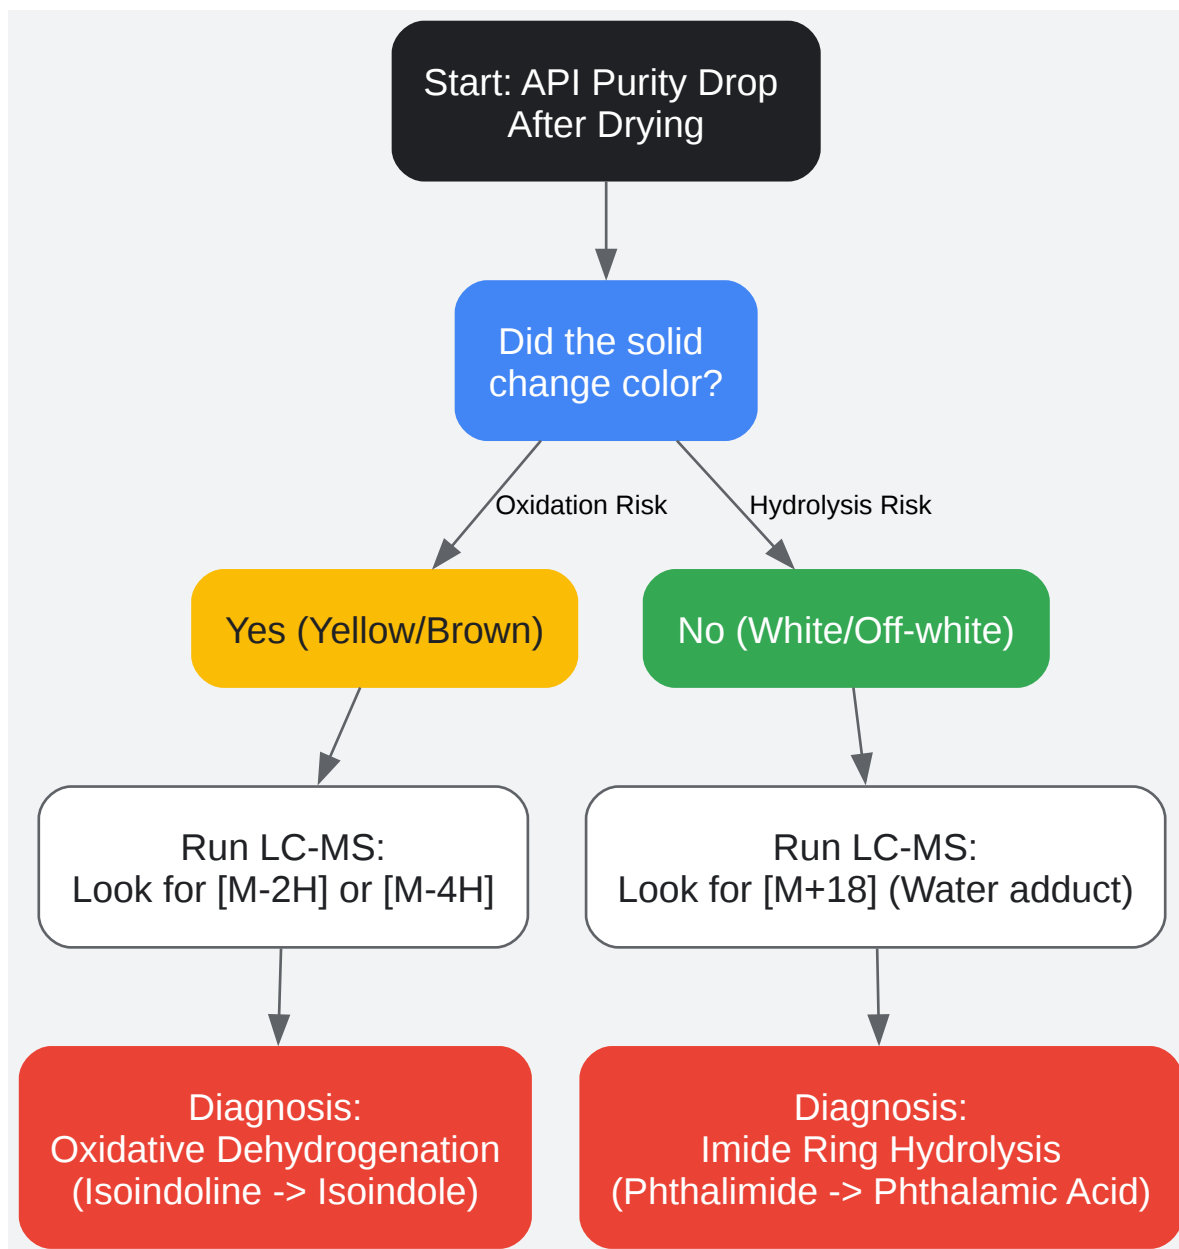 Start: API Purity Drop
After Drying
Did the solid
change color?
Oxidation Risk
Hydrolysis Risk
Yes (Yellow/Brown)
No (White/Off-white)
Run LC-MS:
Look for [M-2H] or [M-4H]
Run LC-MS:
Look for [M+18] (Water adduct)
Diagnosis:
Oxidative Dehydrogenation
(Isoindoline -> Isoindole)
Diagnosis:
Imide Ring Hydrolysis
(Phthalimide -> Phthalamic Acid)